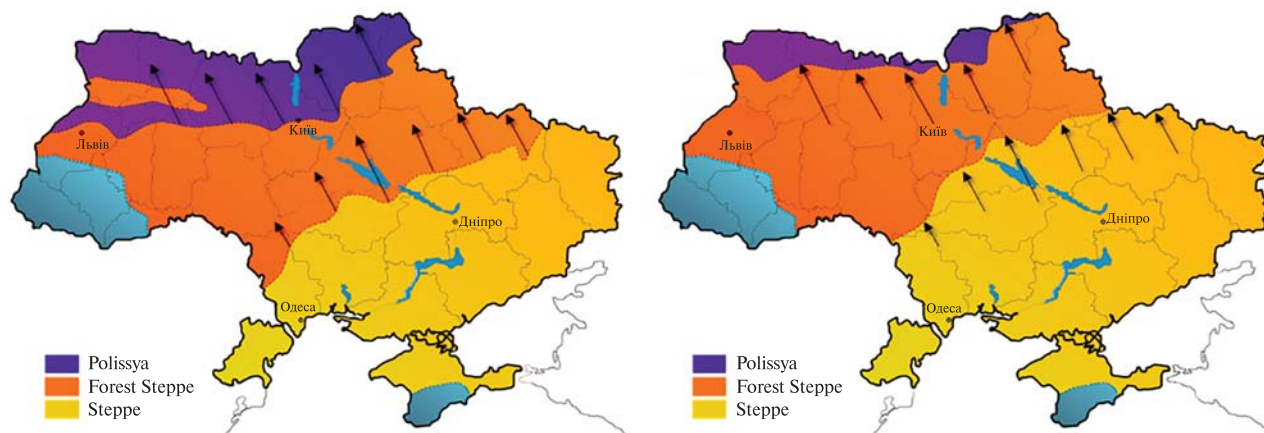 Київ
Львів
Дніпро
Одеса
Polissya
Forest Steppe
Steppe
Київ
Львів
Дніпро
Одеса
Polissya
Forest Steppe
Steppe